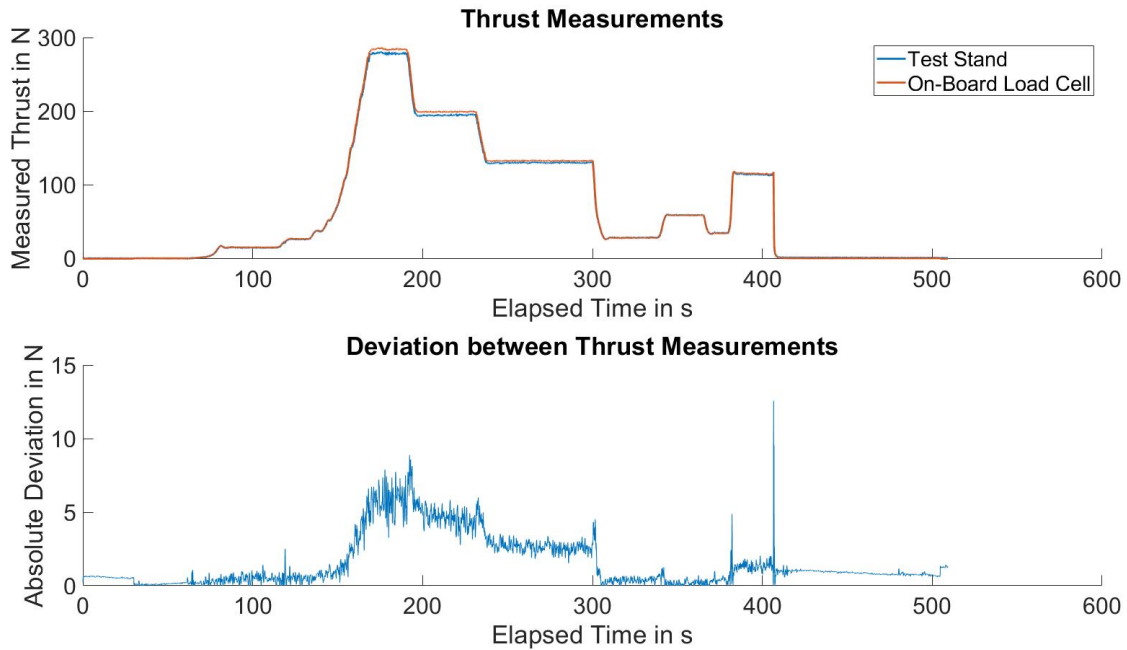 Thrust Measurements
Measured Thrust in N
300
200
100
0
Test Stand
On-Board Load Cell
0 100 200 300 400 500 600
Elapsed Time in s
Deviation between Thrust Measurements
Absolute Deviation in N
15
10
5
0
0 100 200 300 400 500 600
Elapsed Time in s